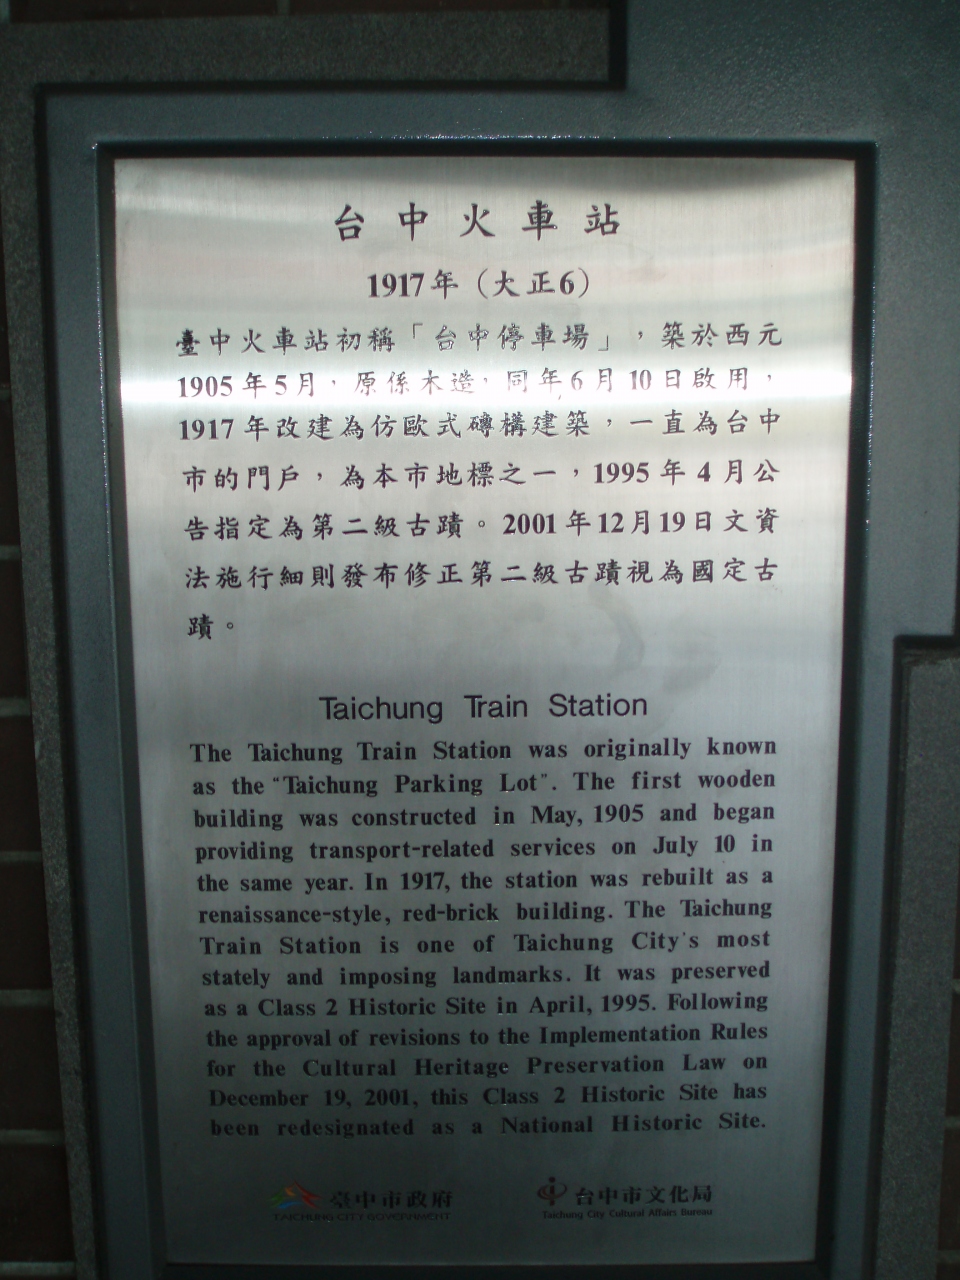 台中火車站
1917年（大正6）
臺中火車站初稱「台中停車場」，築於西元
1905年5月，原係木造，同年6月10日啟用，
1917年改建為仿歐式磚構建築，一直為台中
市的門戶，為本市地標之一，1995年4月公
告指定為第二級古蹟。2001年12月19日文資
法施行細則發布修正第二級古蹟視為國定古
蹟。
Taichung Train Station
The Taichung Train Station was originally known
as the "Taichung Parking Lot". The first wooden
building was constructed in May, 1905 and began
providing transport-related services on July 10 in
the same year. In 1917, the station was rebuilt as a
renaissance-style, red-brick building. The Taichung
Train Station is one of Taichung City's most
stately and imposing landmarks. It was preserved
as a Class 2 Historic Site in April, 1995. Following
the approval of revisions to the Implementation Rules
for the Cultural Heritage Preservation Law on
December 19, 2001, this Class 2 Historic Site has
been redesignated as a National Historic Site.
臺中市政府
TAICHUNG CITY GOVERNMENT
台中市文化局
Taichung City Cultural Affairs Bureau